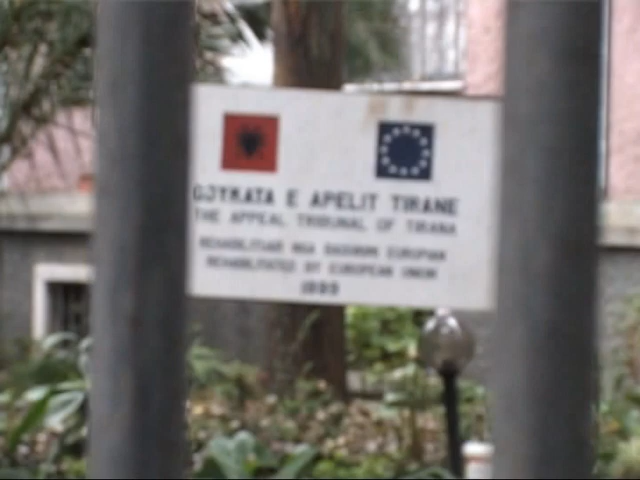 GJYKATA E APELIT TIRANE
THE APPEAL TRIBUNAL OF TIRANA
REHABILITUAR NGA BASHKIMI EUROPIAN
REHABILITATED BY EUROPEAN UNION
1999